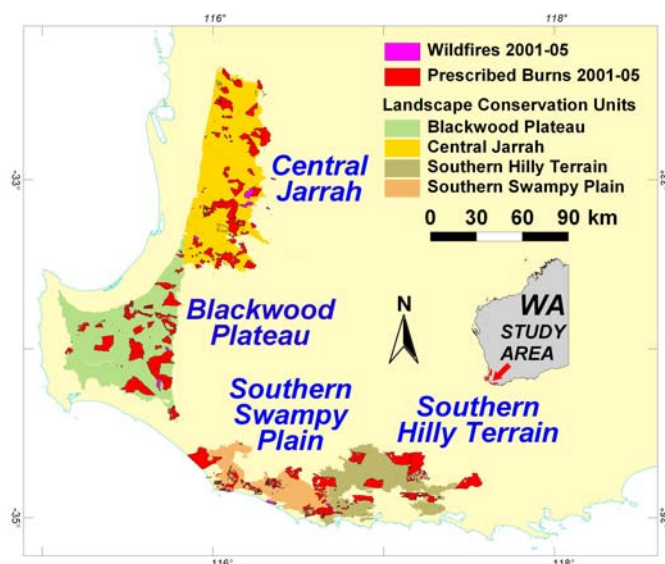 116°
118°
Wildfires 2001-05
Prescribed Burns 2001-05
Landscape Conservation Units
Blackwood Plateau
Central Jarrah
Southern Hilly Terrain
Southern Swampy Plain
0 30 60 90 km
-33°
-33°
Central
Jarrah
Blackwood
Plateau
N
WA
STUDY
AREA
Southern
Swampy
Plain
Southern
Hilly Terrain
-35°
-35°
116°
118°